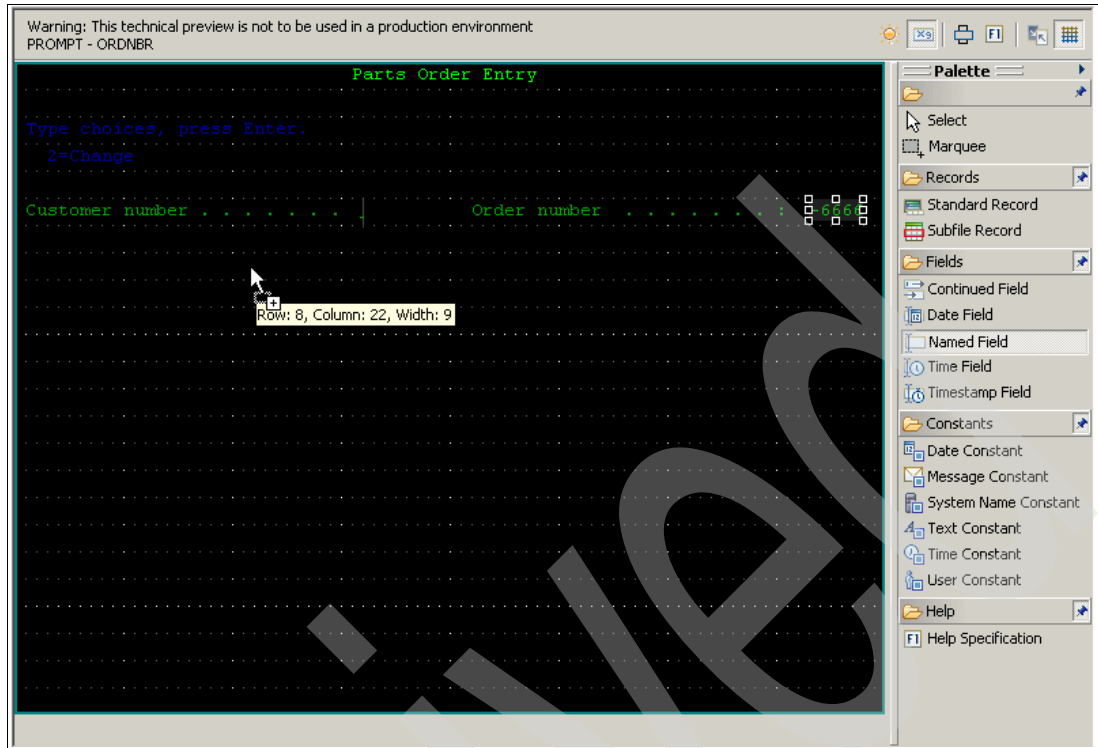 Warning: This technical preview is not to be used in a production environment
PROMPT - ORDNBR
Parts Order Entry
Type choices, press Enter.
2=Change
Customer number . . . . . . . . Order number . . . . . . . . : -6666
Row: 8, Column: 22, Width: 9
Palette
Select
Marquee
Records
Standard Record
Subfile Record
Fields
Continued Field
Date Field
Named Field
Time Field
Timestamp Field
Constants
Date Constant
Message Constant
System Name Constant
Text Constant
Time Constant
User Constant
Help
F1 Help Specification